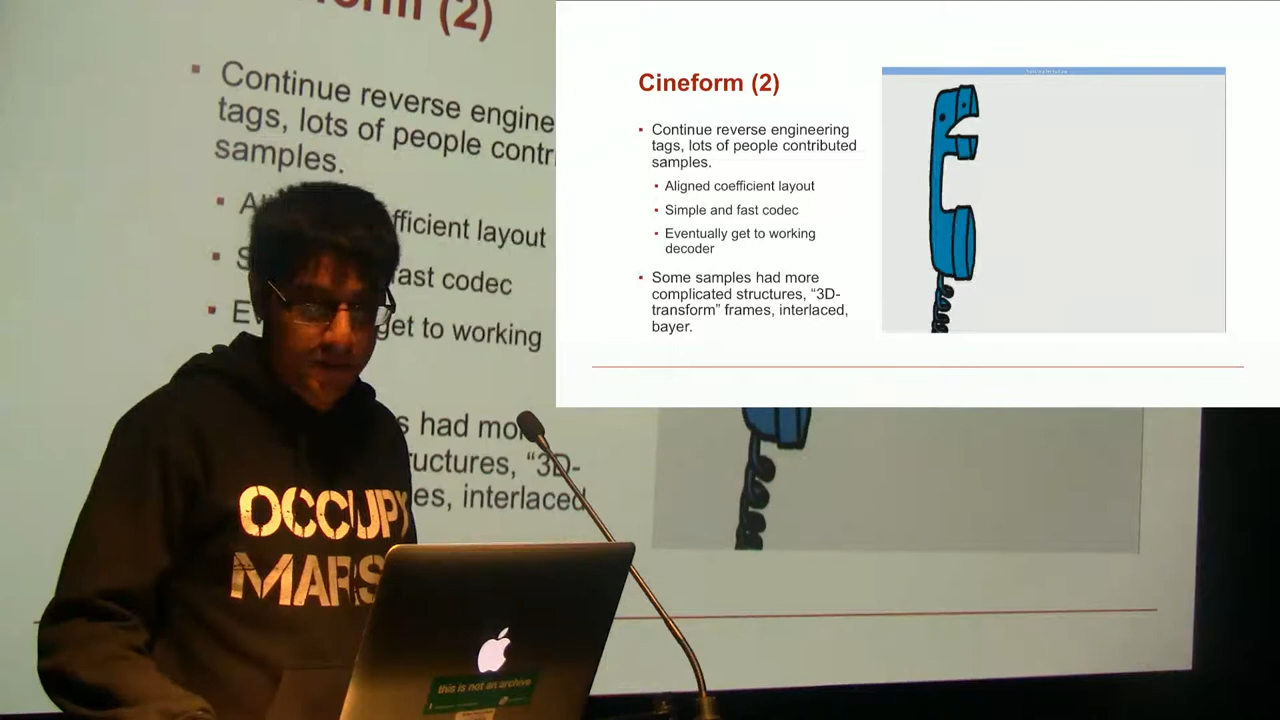 (2)
Continue reverse engine
tags, lots of people contr
samples.
fficient layout
fast codec
get to working
s had mo
ructures, “3D-
es, interlaced
OCCUPY
MARS
this is not an archive
Cineform (2)
Continue reverse engineering
tags, lots of people contributed
samples.
Aligned coefficient layout
Simple and fast codec
Eventually get to working
decoder
Some samples had more
complicated structures, “3D-
transform” frames, interlaced,
bayer.